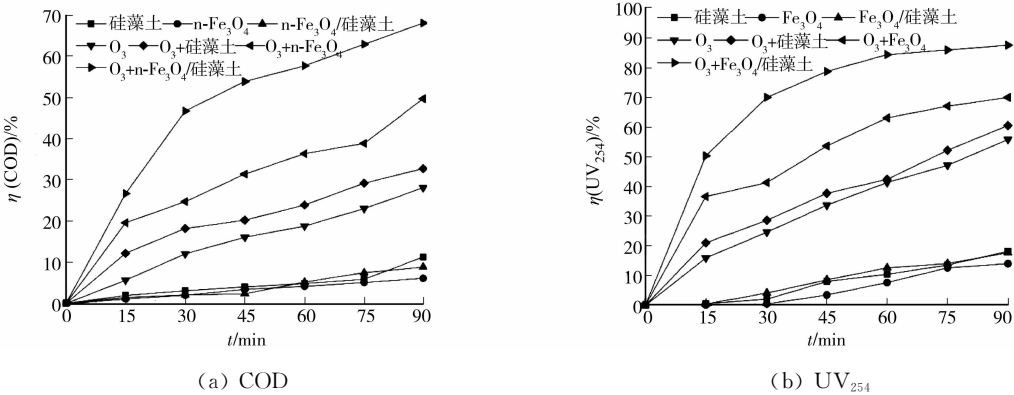 硅藻土 n-Fe₃O₄ n-Fe₃O₄/硅藻土
O₃ O₃+硅藻土 O₃+n-Fe₃O₄
O₃+n-Fe₃O₄/硅藻土
η (COD)/%
70
60
50
40
30
20
10
0
0 15 30 45 60 75 90
t/min
(a) COD
硅藻土 Fe₃O₄ Fe₃O₄/硅藻土
O₃ O₃+硅藻土 O₃+Fe₃O₄
O₃+Fe₃O₄/硅藻土
η(UV₂₅₄)/%
100
90
80
70
60
50
40
30
20
10
0
0 15 30 45 60 75 90
t/min
(b) UV₂₅₄